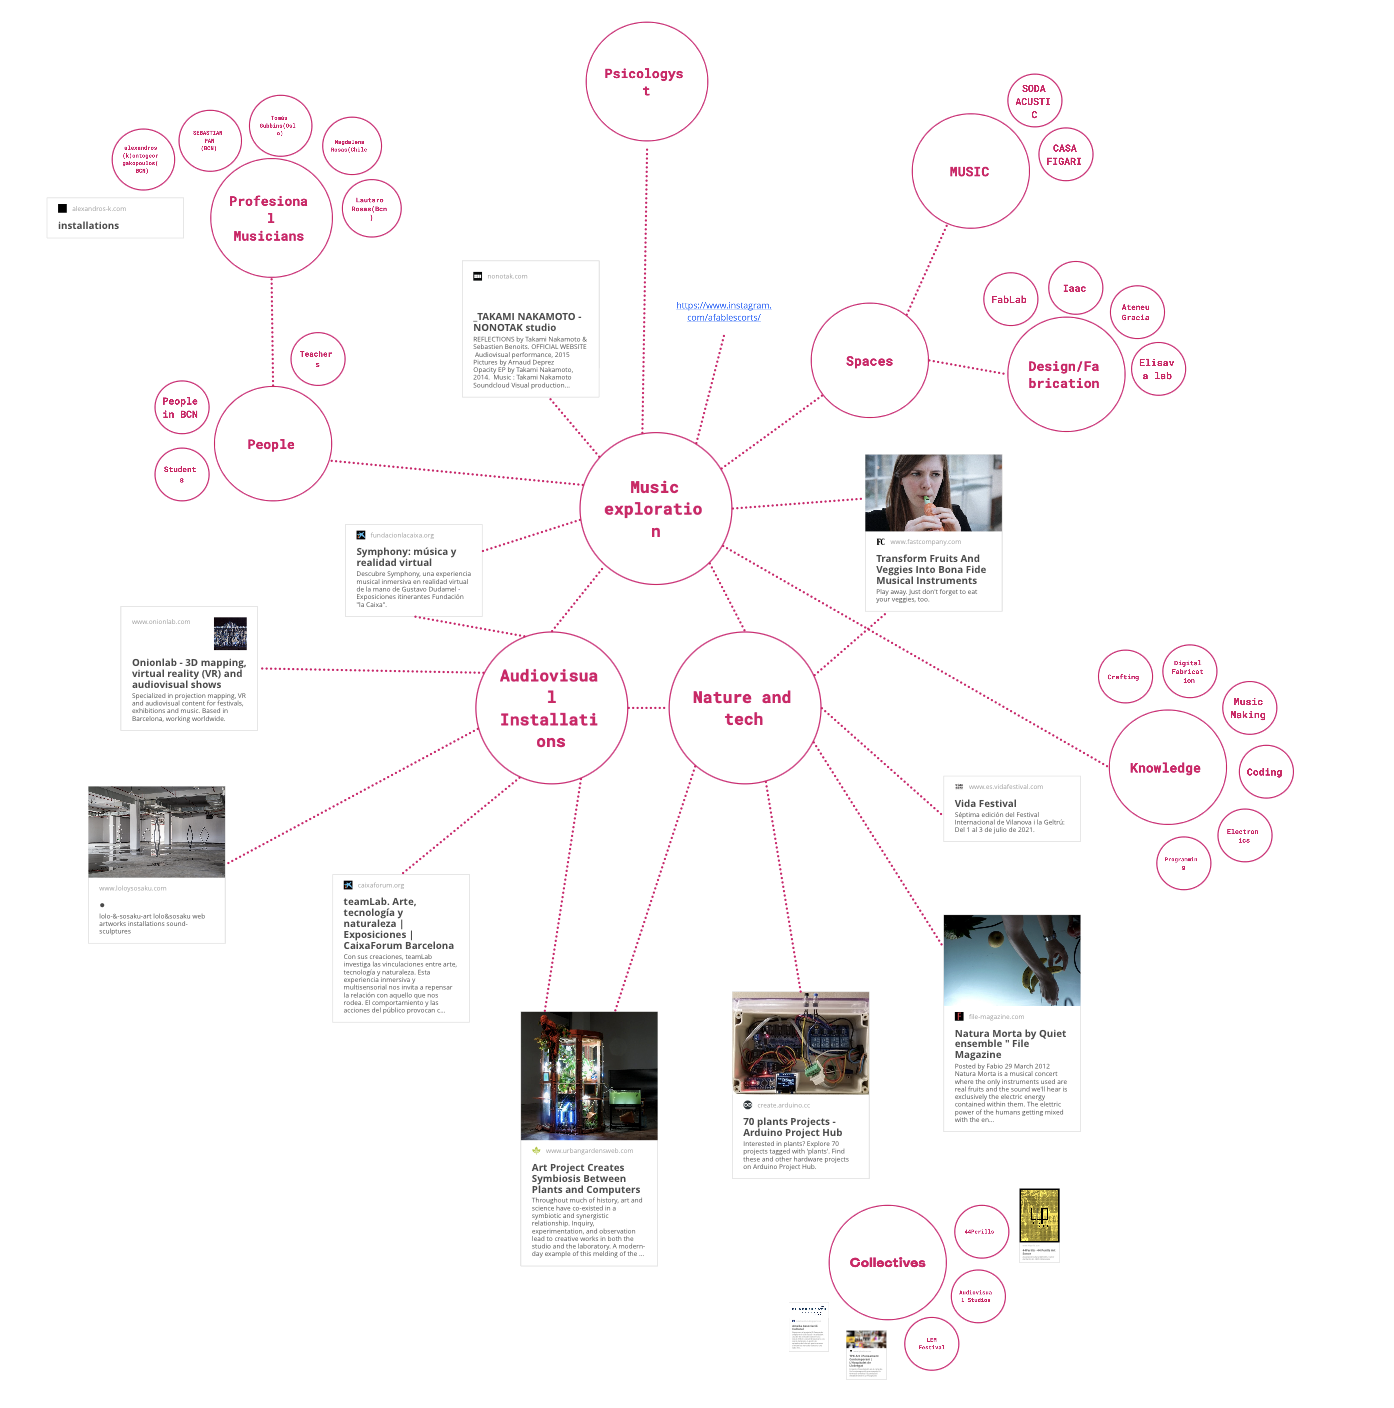 Psicologys
t
SODA
ACUSTI
C
CASA
FIGARI
MUSIC
Tomás
SEBASTIAN
(BCN)
alexandros
BCN)
Magdalena
Rosas(Chile
Lautaro
Rosas(Bcn
)
Profesiona
l
Musicians
alexandros-k.com
installations
nonotak.com
_TAKAMI NAKAMOTO -
NONOTAK studio
REFLECTIONS by Takami Nakamoto &
Sebastien Benoits. OFFICIAL WEBSITE
Audiovisual performance, 2015
Pictures by Arnaud Deprez
Opacity EP by Takami Nakamoto,
2014. Music : Takami Nakamoto
Soundcloud Visual production...
https://www.instagram.
com/afablescorts/
FabLab
Iaac
Ateneu
Gracia
Elisav
a lab
Design/Fa
brication
Spaces
Teacher
s
People
in BCN
Student
s
People
Music
exploratio
n
www.fastcompany.com
Transform Fruits And
Veggies Into Bona Fide
Musical Instruments
Play away. Just don't forget to eat
your veggies, too.
fundacionlacaixa.org
Symphony: música y
realidad virtual
Descubre Symphony, una experiencia
musical inmersiva en realidad virtual
de la mano de Gustavo Dudamel -
Exposiciones itinerantes Fundación
"la Caixa".
www.onionlab.com
Onionlab - 3D mapping,
virtual reality (VR) and
audiovisual shows
Specialized in projection mapping, VR
and audiovisual content for festivals,
exhibitions and music. Based in
Barcelona, working worldwide.
Audiovisua
l
Installati
ons
Nature and
tech
Crafting
Digital
Fabricat
ion
Music
Making
Coding
Electron
ics
Programmin
g
Knowledge
www.es.vidafestival.com
Vida Festival
Séptima edición del Festival
Internacional de Vilanova i la Geltrú:
Del 1 al 3 de julio de 2021.
www.loloysosaku.com
lolo-&-sosaku-art lolo&sosaku web
artworks installations sound-
sculptures
caixaforum.org
teamLab. Arte,
tecnología y
naturaleza |
Exposiciones |
CaixaForum Barcelona
Con sus creaciones, teamLab
investiga las vinculaciones entre arte,
tecnología y naturaleza. Esta
experiencia inmersiva y
multisensorial nos invita a repensar
la relación con aquello que nos
rodea. El comportamiento y las
acciones del público provocan c...
file-magazine.com
Natura Morta by Quiet
ensemble " File
Magazine
Posted by Fabio 29 March 2012
Natura Morta is a musical concert
where the only instruments used are
real fruits and the sound we'll hear is
exclusively the electric energy
contained within them. The elettric
power of the humans getting mixed
with the en...
create.arduino.cc
70 plants Projects -
Arduino Project Hub
Interested in plants? Explore 70
projects tagged with 'plants'. Find
these and other hardware projects
on Arduino Project Hub.
www.urbangardensweb.com
Art Project Creates
Symbiosis Between
Plants and Computers
Throughout much of history, art and
science have co-existed in a
symbiotic and synergistic
relationship. Inquiry,
experimentation, and observation
lead to creative works in both the
studio and the laboratory. A modern-
day example of this melding of the ...
Collectives
44Perillo
Audiovisua
l Studios
LEM
Festival